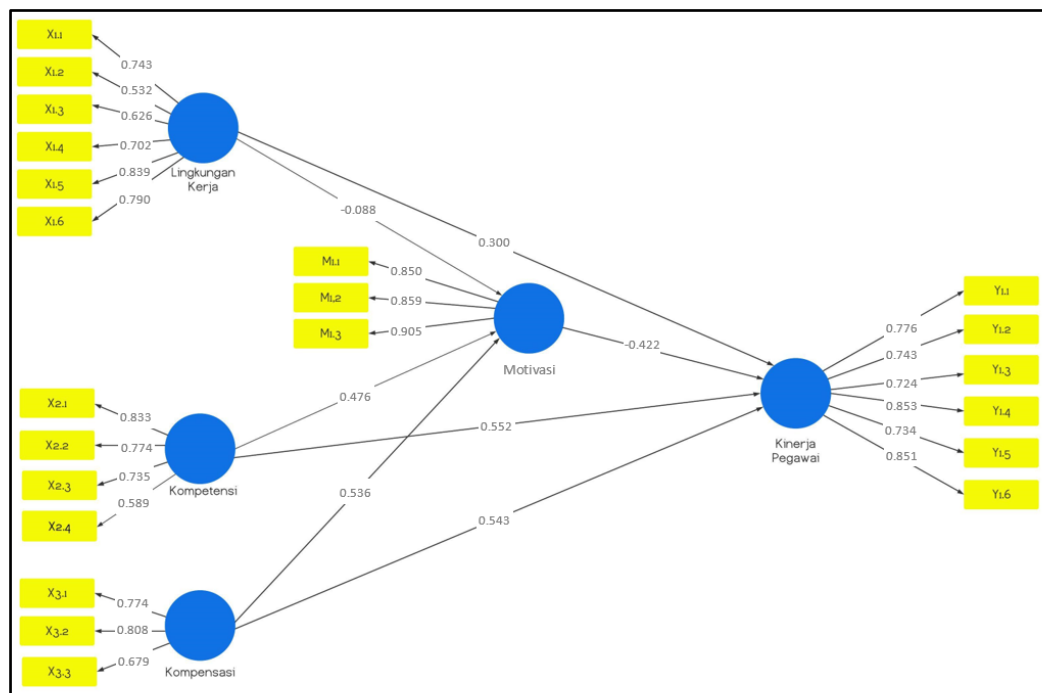 X1.1
0.743
X1.2
0.532
X1.3
0.626
X1.4
0.702
X1.5
0.839
X1.6
0.790
Lingkungan
Kerja
-0.088
0.300
M1.1
0.850
M1.2
0.859
M1.3
0.905
Motivasi
-0.422
0.476
0.552
0.536
0.543
X2.1
0.833
X2.2
0.774
X2.3
0.735
X2.4
0.589
Kompetensi
X3.1
0.774
X3.2
0.808
X3.3
0.679
Kompensasi
Kinerja
Pegawai
Y1.1
0.776
Y1.2
0.743
Y1.3
0.724
Y1.4
0.853
Y1.5
0.734
Y1.6
0.851